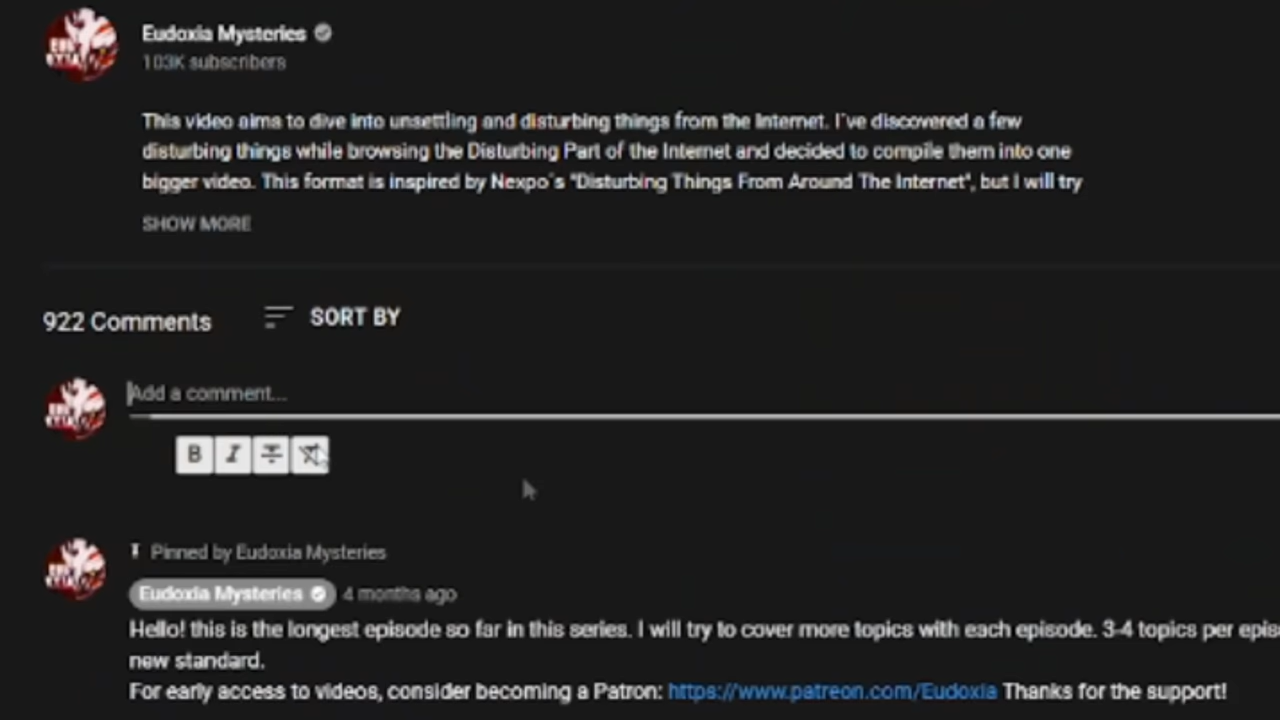 Eudoxia Mysteries
103K subscribers
This video aims to dive into unsettling and disturbing things from the Internet. I've discovered a few
disturbing things while browsing the Disturbing Part of the Internet and decided to compile them into one
bigger video. This format is inspired by Nexpo's "Disturbing Things From Around The Internet", but I will try
SHOW MORE
922 Comments SORT BY
Add a comment...
B I
Pinned by Eudoxia Mysteries
Eudoxia Mysteries 4 months ago
Hello! this is the longest episode so far in this series. I will try to cover more topics with each episode. 3-4 topics per epis
new standard.
For early access to videos, consider becoming a Patron: https://www.patreon.com/Eudoxia Thanks for the support!